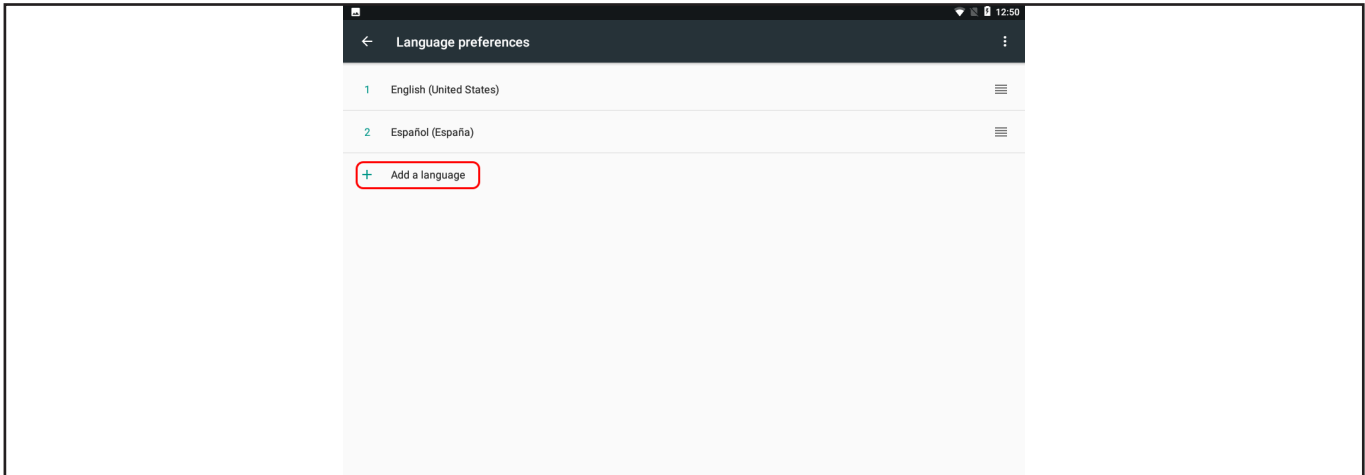 12:50
Language preferences
1 English (United States)
2 Español (España)
+ Add a language